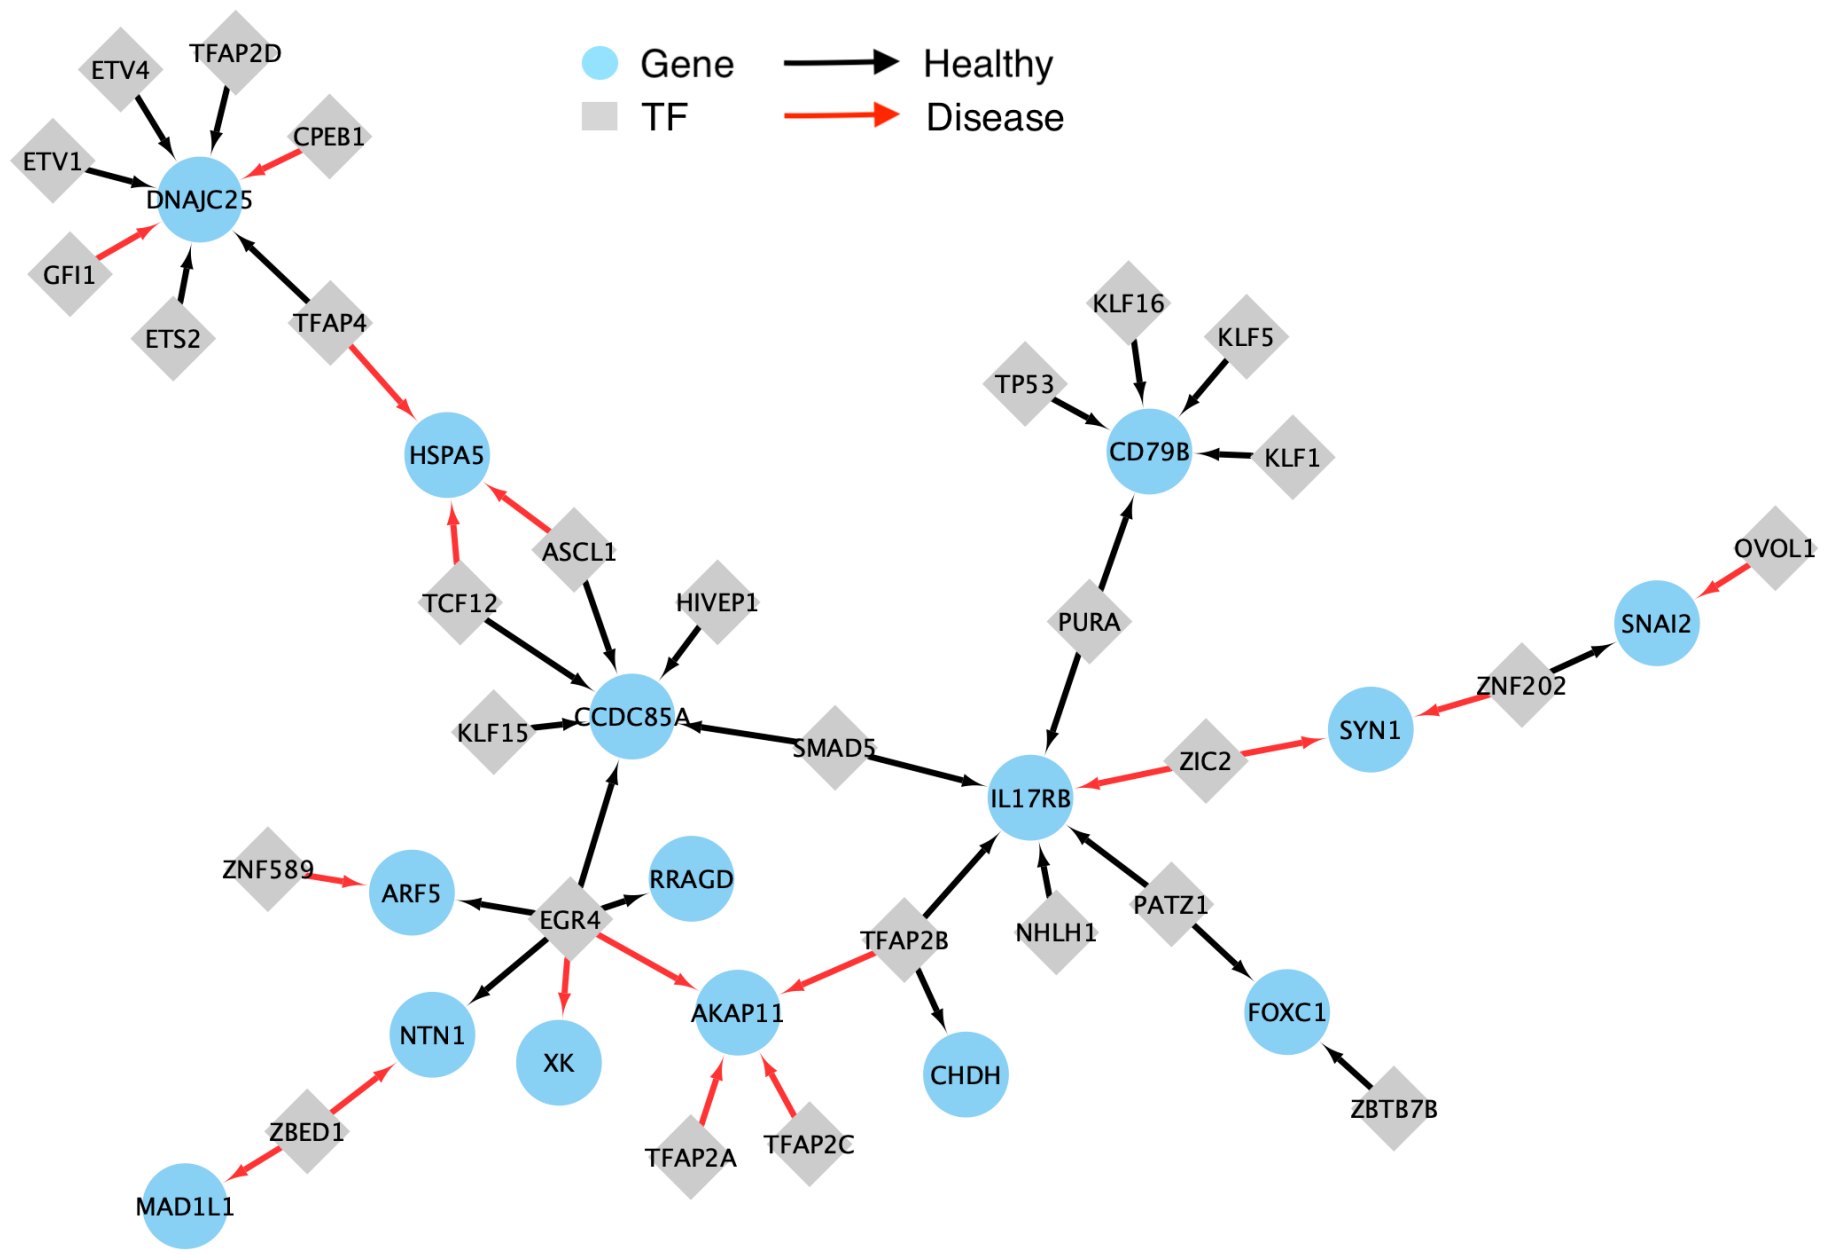 TFAP2D
ETV4
Gene
Healthy
TF
Disease
CPEB1
ETV1
DNAJC25
GFI1
ETS2
TFAP4
KLF16
KLF5
TP53
CD79B
KLF1
HSPA5
ASCL1
OVOL1
TCF12
HIVEP1
PURA
SNAI2
ZNF202
CCDC85A
KLF15
SMAD5
SYN1
ZIC2
IL17RB
ZNF589
ARF5
RRAGD
EGR4
PATZ1
TFAP2B
NHLH1
AKAP11
FOXC1
NTN1
XK
CHDH
ZBTB7B
ZBED1
TFAP2A
TFAP2C
MAD1L1